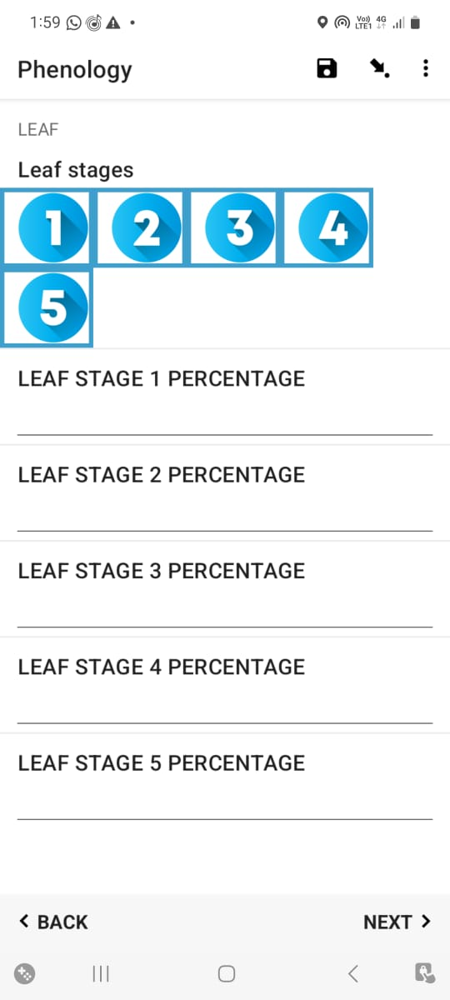 1:59
Vo)) 4G
LTE1
Phenology
LEAF
Leaf stages
1 2 3 4
5
LEAF STAGE 1 PERCENTAGE
LEAF STAGE 2 PERCENTAGE
LEAF STAGE 3 PERCENTAGE
LEAF STAGE 4 PERCENTAGE
LEAF STAGE 5 PERCENTAGE
BACK
NEXT